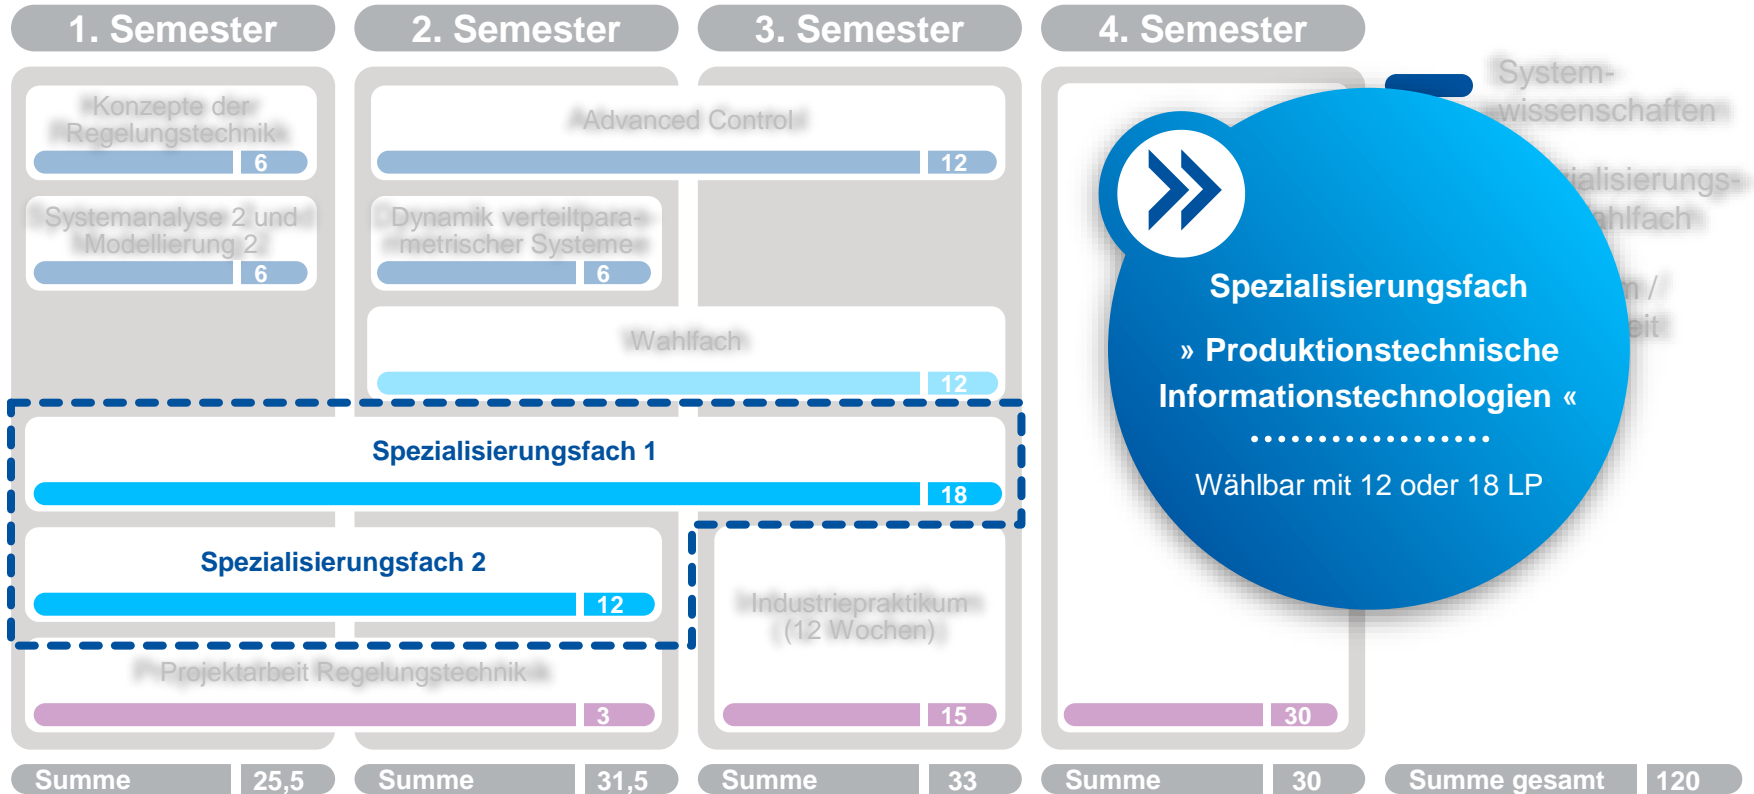 1. Semester
2. Semester
3. Semester
4. Semester
Konzepte der
Regelungstechnik
6
Advanced Control
12
Systemanalyse 2 und
Modellierung 2
6
Dynamik verteiltpara-
metrischer Systeme
6
Wahlfach
12
Spezialisierungsfach 1
18
Spezialisierungsfach 2
12
Projektarbeit Regelungstechnik
3
Industriepraktikum
(12 Wochen)
15
30
System-
wissenschaften
Spezialisierungsfach
» Produktionstechnische
Informationstechnologien «
Wählbar mit 12 oder 18 LP
Summe 25,5
Summe 31,5
Summe 33
Summe 30
Summe gesamt 120